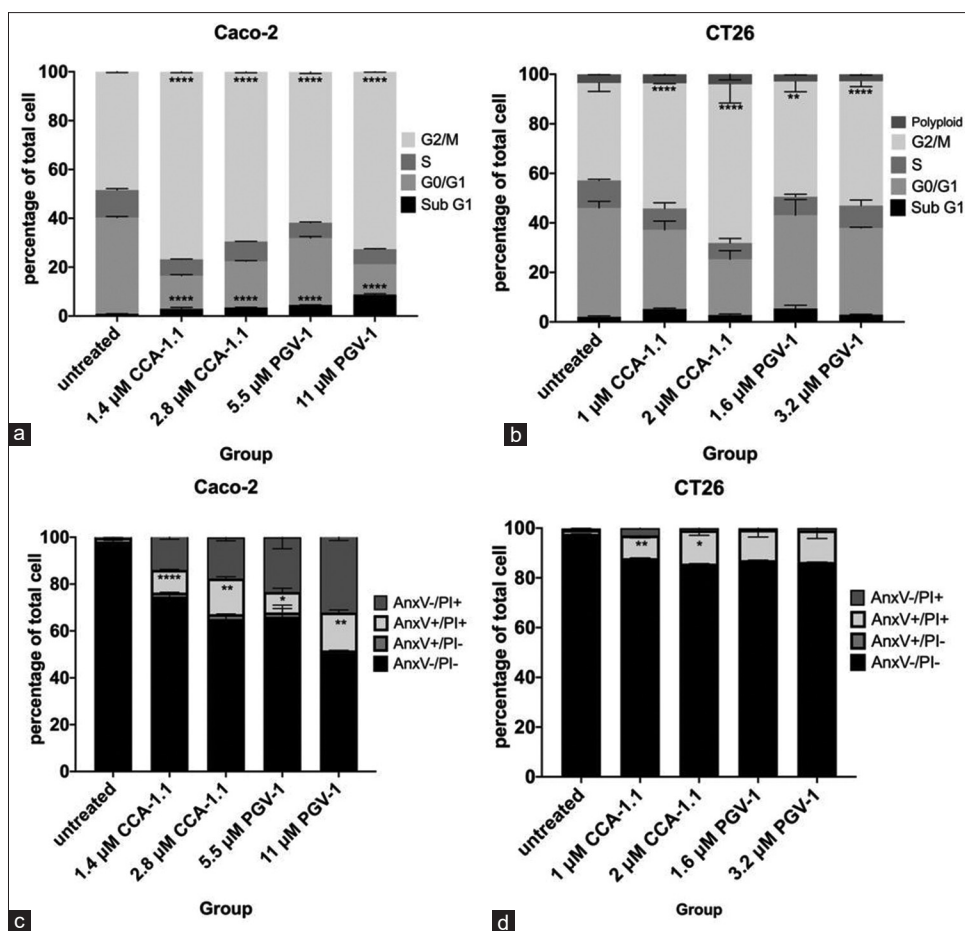 Caco-2
percentage of total cell
100
80
60
40
20
0
**** **** **** ****
**** **** **** ****
G2/M
S
G0/G1
Sub G1
untreated
1.4 µM CCA-1.1
2.8 µM CCA-1.1
5.5 µM PGV-1
11 µM PGV-1
Group
a
CT26
percentage of total cell
100
80
60
40
20
0
**** **** ** ****
Polyploid
G2/M
S
G0/G1
Sub G1
untreated
1 µM CCA-1.1
2 µM CCA-1.1
1.6 µM PGV-1
3.2 µM PGV-1
Group
b
Caco-2
percentage of total cell
100
80
60
40
20
0
**** ** * **
AnxV-/PI+
AnxV+/PI+
AnxV+/PI-
AnxV-/PI-
untreated
1.4 µM CCA-1.1
2.8 µM CCA-1.1
5.5 µM PGV-1
11 µM PGV-1
Group
c
CT26
percentage of total cell
100
80
60
40
20
0
** *
AnxV-/PI+
AnxV+/PI+
AnxV+/PI-
AnxV-/PI-
untreated
1 µM CCA-1.1
2 µM CCA-1.1
1.6 µM PGV-1
3.2 µM PGV-1
Group
d